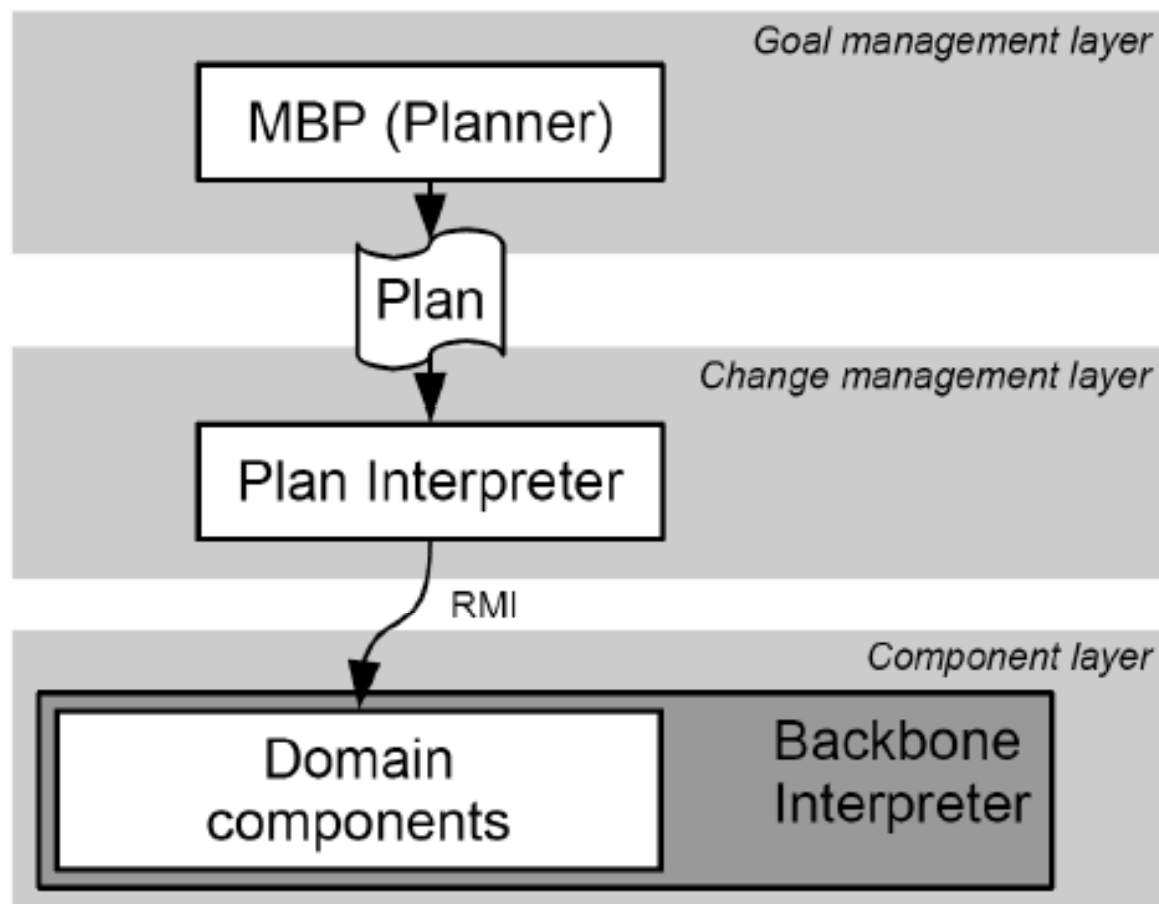 Goal management layer
MBP (Planner)
Plan
Change management layer
Plan Interpreter
RMI
Component layer
Domain
components
Backbone
Interpreter